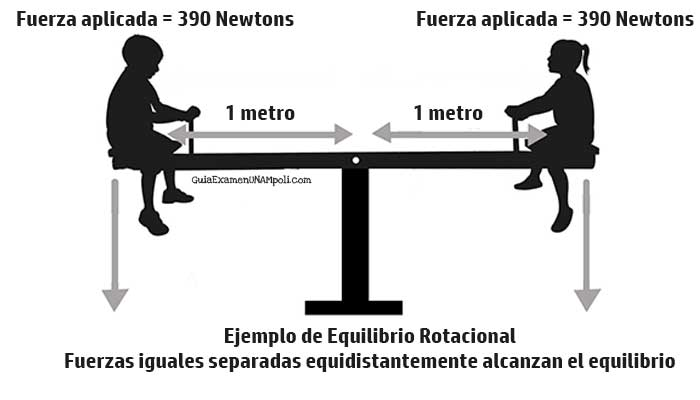 Fuerza aplicada = 390 Newtons
Fuerza aplicada = 390 Newtons
1 metro
1 metro
GuiaExamenUNAMpoli.com
Ejemplo de Equilibrio Rotacional
Fuerzas iguales separadas equidistantemente alcanzan el equilibrio